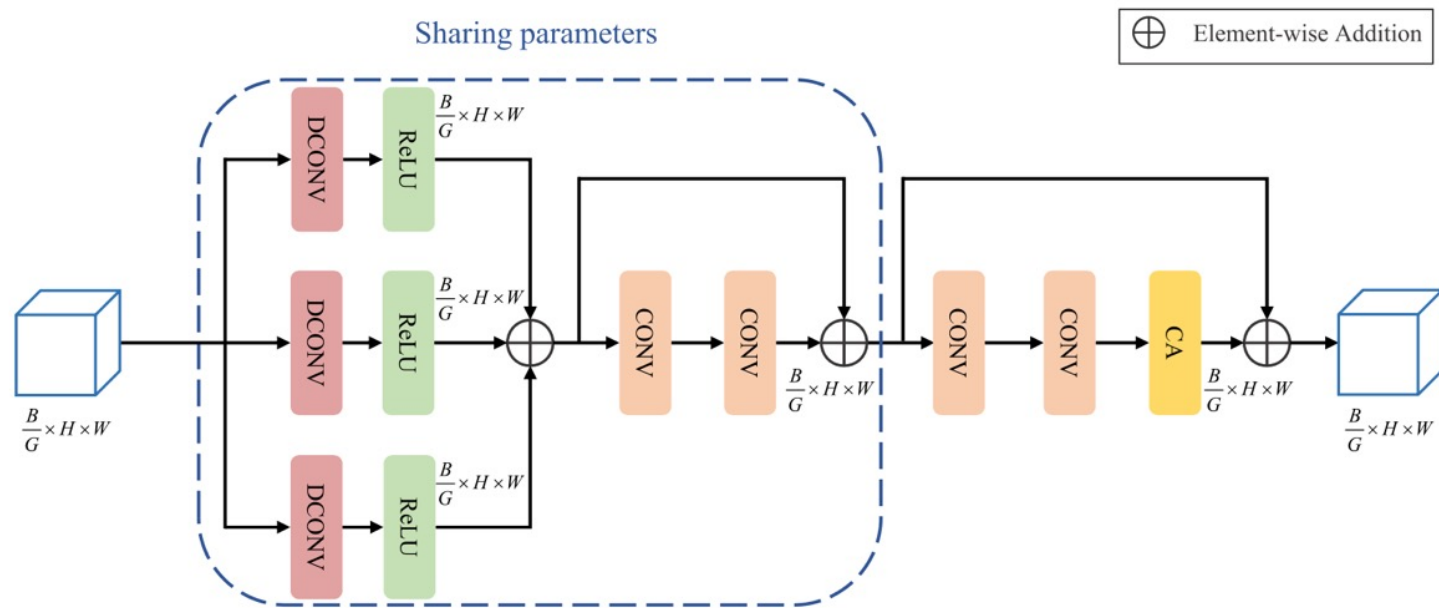 Sharing parameters
⊕ Element-wise Addition
B/G × H × W
DCONV
ReLU
B/G × H × W
DCONV
ReLU
B/G × H × W
DCONV
ReLU
B/G × H × W
CONV
CONV
B/G × H × W
CONV
CONV
CA
B/G × H × W
B/G × H × W